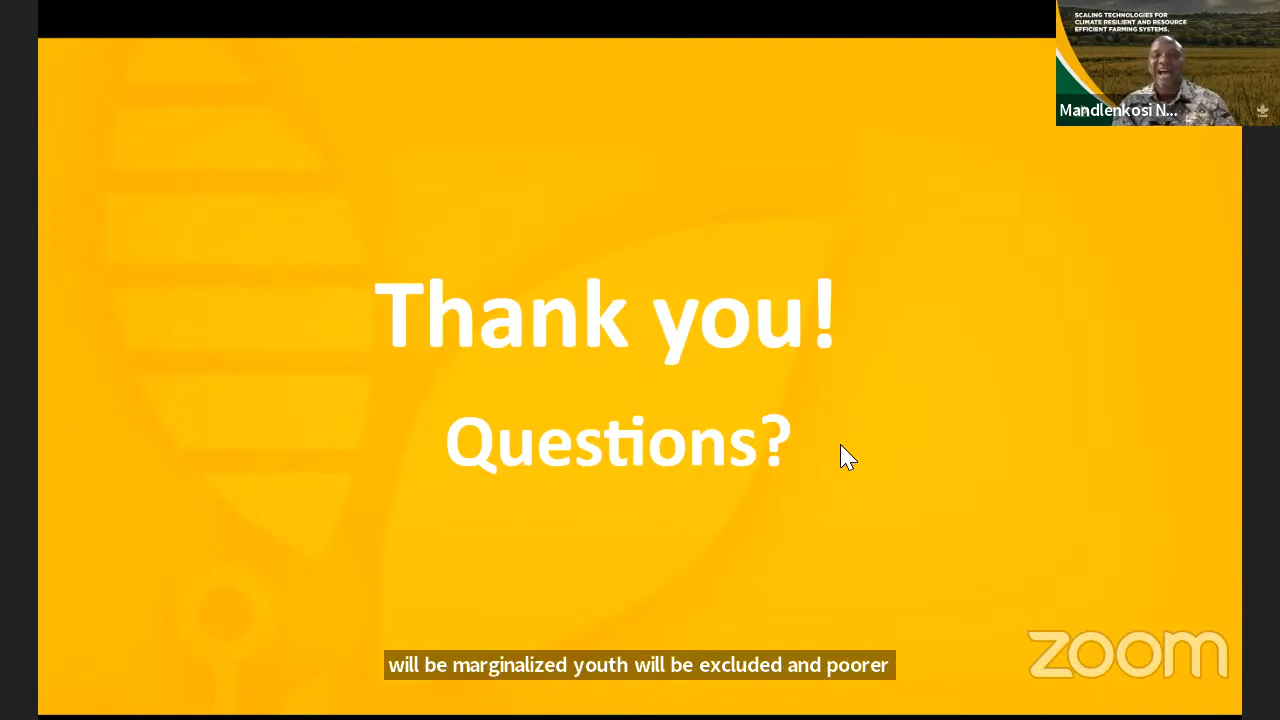 SCALING TECHNOLOGIES FOR
CLIMATE RESILIENT AND RESOURCE
EFFICIENT FARMING SYSTEMS.
Mandlenkosi N...
Thank you!
Questions?
will be marginalized youth will be excluded and poorer
zoom